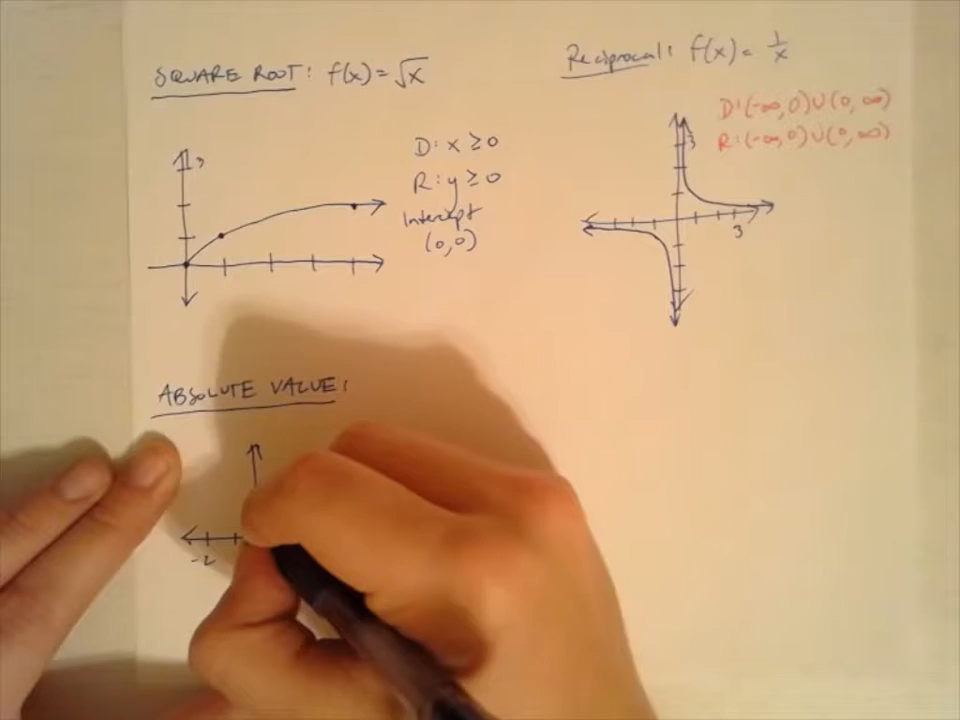 SQUARE ROOT: f(x) = √x
D: x ≥ 0
R: y ≥ 0
Intercept
(0,0)
Reciprocal: f(x) = 1/x
D: (-∞, 0) U (0, ∞)
R: (-∞, 0) U (0, ∞)
3
3
ABSOLUTE VALUE:
-2